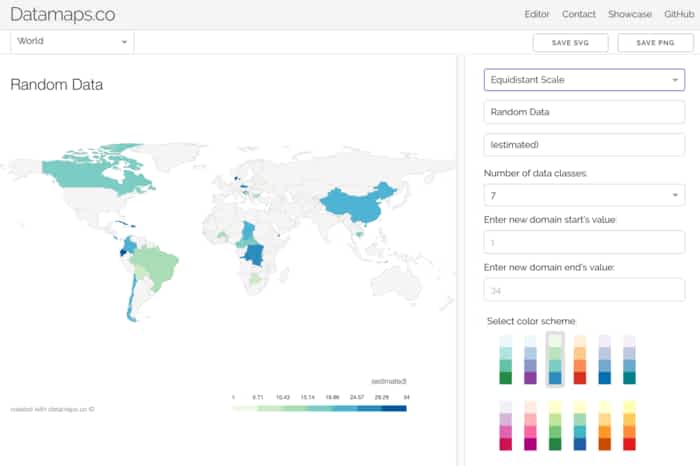 Datamaps.co
Editor Contact Showcase GitHub
World
SAVE SVG SAVE PNG
Random Data
Equidistant Scale
Random Data
(estimated)
Number of data classes:
7
Enter new domain start's value:
1
Enter new domain end's value:
34
Select color scheme:
(estimated)
1 5.71 10.43 15.14 19.86 24.57 29.29 34
created with datamaps.co ©